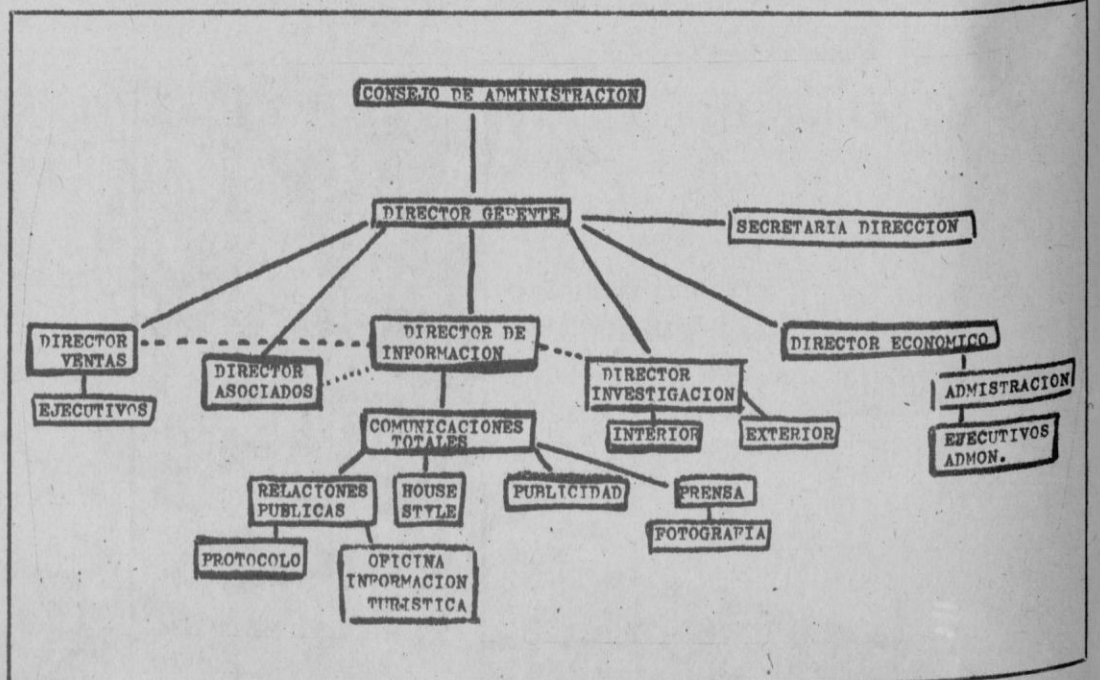 CONSEJO DE ADMINISTRACION
DIRECTOR GERENTE
SECRETARIA DIRECCION
DIRECTOR
VENTAS
EJECUTIVOS
DIRECTOR
ASOCIADOS
DIRECTOR DE
INFORMACION
DIRECTOR
INVESTIGACION
DIRECTOR ECONOMICO
INTERIOR
EXTERIOR
ADMISTRACION
EJECUTIVOS
ADMON.
COMUNICACIONES
TOTALES
RELACIONES
PUBLICAS
HOUSE
STYLE
PUBLICIDAD
PRENSA
FOTOGRAFIA
PROTOCOLO
OFICINA
INFORMACION
TURISTICA